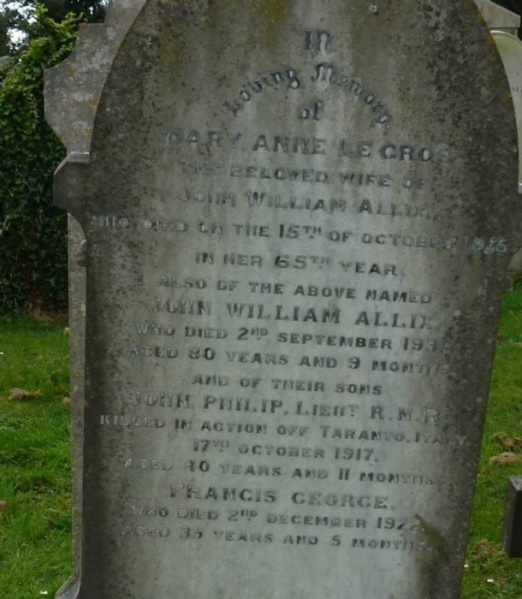 In
Loving Memory
of
MARY ANNE LE GROS
THE BELOVED WIFE OF
JOHN WILLIAM ALLIX,
WHO DIED ON THE 15TH OF OCTOBER
IN HER 65TH YEAR.
ALSO OF THE ABOVE NAMED
JOHN WILLIAM ALLIX,
WHO DIED 2ND SEPTEMBER
AGED 80 YEARS AND 9 MONTHS
AND OF THEIR SONS
JOHN PHILIP, LIEUT R.N.R.
KILLED IN ACTION OFF TARANTO, ITALY,
17TH OCTOBER 1917,
AGED 40 YEARS AND 11 MONTHS
FRANCIS GEORGE,
WHO DIED 2ND DECEMBER 1922
AGED 35 YEARS AND 5 MONTHS.